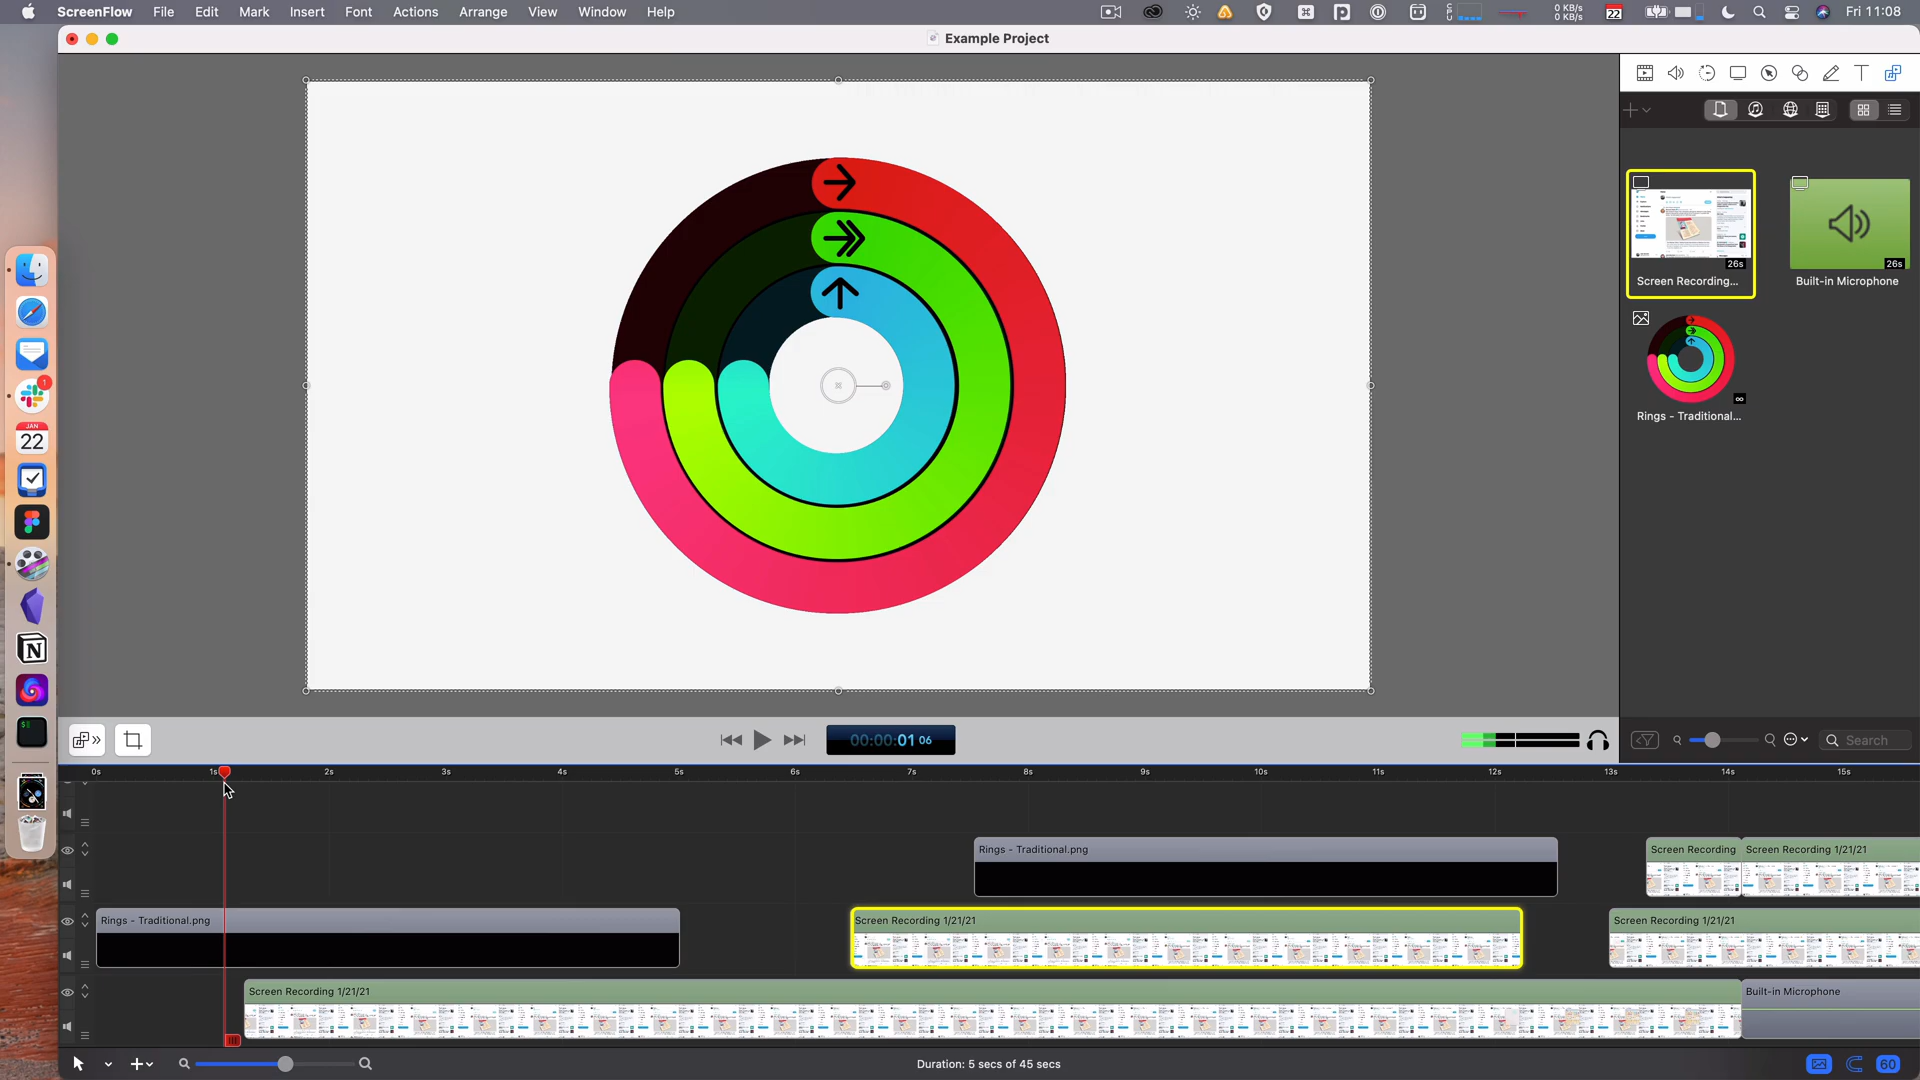 ScreenFlow File Edit Mark Insert Font Actions Arrange View Window Help
0 KB/s
0 KB/s
22
Fri 11:08
Example Project
26s
Screen Recording...
26s
Built-in Microphone
∞
Rings - Traditional...
1
JAN
22
00:00:01 06
Search
0s 1s 2s 3s 4s 5s 6s 7s 8s 9s 10s 11s 12s 13s 14s 15s
Rings - Traditional.png
Screen Recording
Screen Recording 1/21/21
Rings - Traditional.png
Screen Recording 1/21/21
Screen Recording 1/21/21
Screen Recording 1/21/21
Built-in Microphone
Duration: 5 secs of 45 secs
60